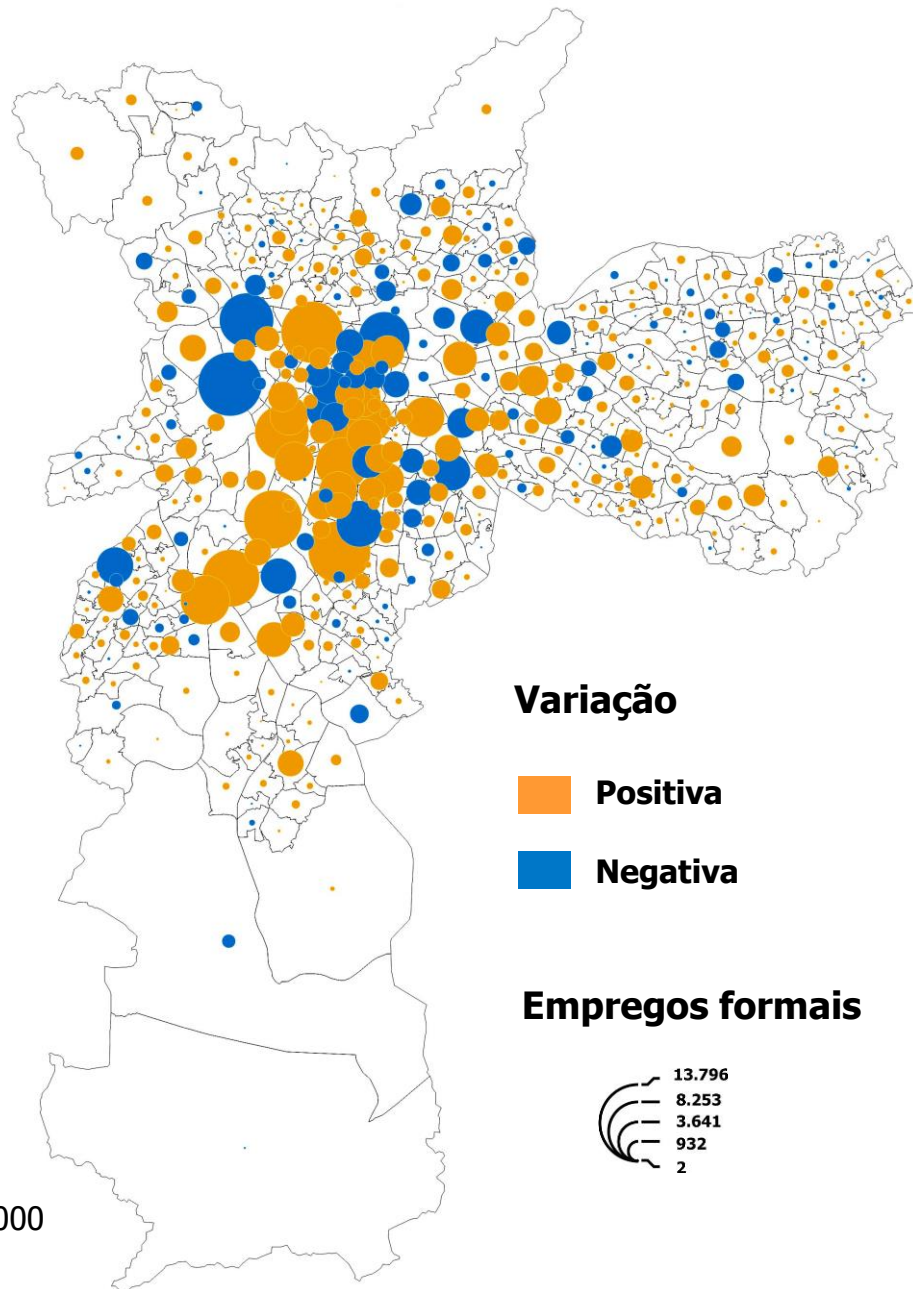 Variação
Positiva
Negativa
Empregos formais
13.796
8.253
3.641
932
2
000